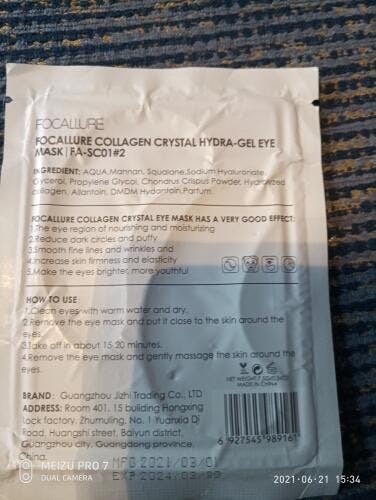 FOCALLURE
FOCALLURE COLLAGEN CRYSTAL HYDRA-GEL EYE
MASK | FA-SC01#2
INGREDIENT: AQUA,Mannan, Squalane,Sodium Hyaluronate,
Glycerol, Propylene Glycol, Chondrus Crispus Powder, Hydrolyzed
collagen, Allantoin, DMDM Hydantoin,Parfum.
FOCALLURE COLLAGEN CRYSTAL EYE MASK HAS A VERY GOOD EFFECT:
1.The eye region of nourishing and moisturizing
2.Reduce dark circles and puffy
3.Smooth fine lines and wrinkles and
4.Increase skin firmness and elasticity
5.Make the eyes brighter, more youthful
HOW TO USE:
1.Clean eyes with warm water and dry.
2.Remove the eye mask and put it close to the skin around the
eyes.
3.Take off in about 15-20 minutes.
4.Remove the eye mask and gently massage the skin around the
eyes.
NET WEIGHT:
MADE IN CHINA
BRAND: Guangzhou Jizhi Trading Co., LTD
ADDRESS: Room 401, 15 buliding Hongxing
Lock factory, Zhumuling, No. 1 Yuanxia Di
Road, Huangshi street, Baiyun district,
Guangzhou city, Guangdong province,
China.
6 927545 989161
MFG 2021/03/01
EXP 2024/03/
MEIZU PRO 7
DUAL CAMERA
2021-06-21 15:34